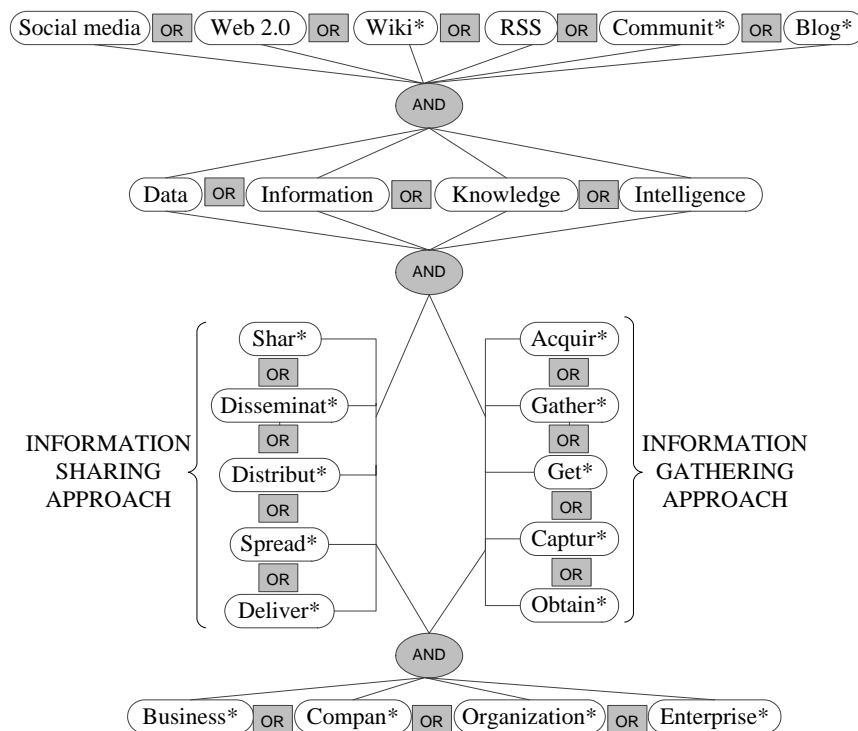 Social media OR Web 2.0 OR Wiki* OR RSS OR Communit* OR Blog*
AND
Data OR Information OR Knowledge OR Intelligence
AND
INFORMATION
SHARING
APPROACH
Shar*
OR
Disseminat*
OR
Distribut*
OR
Spread*
OR
Deliver*
Acquir*
OR
Gather*
OR
Get*
OR
Captur*
OR
Obtain*
INFORMATION
GATHERING
APPROACH
AND
Business* OR Compan* OR Organization* OR Enterprise*